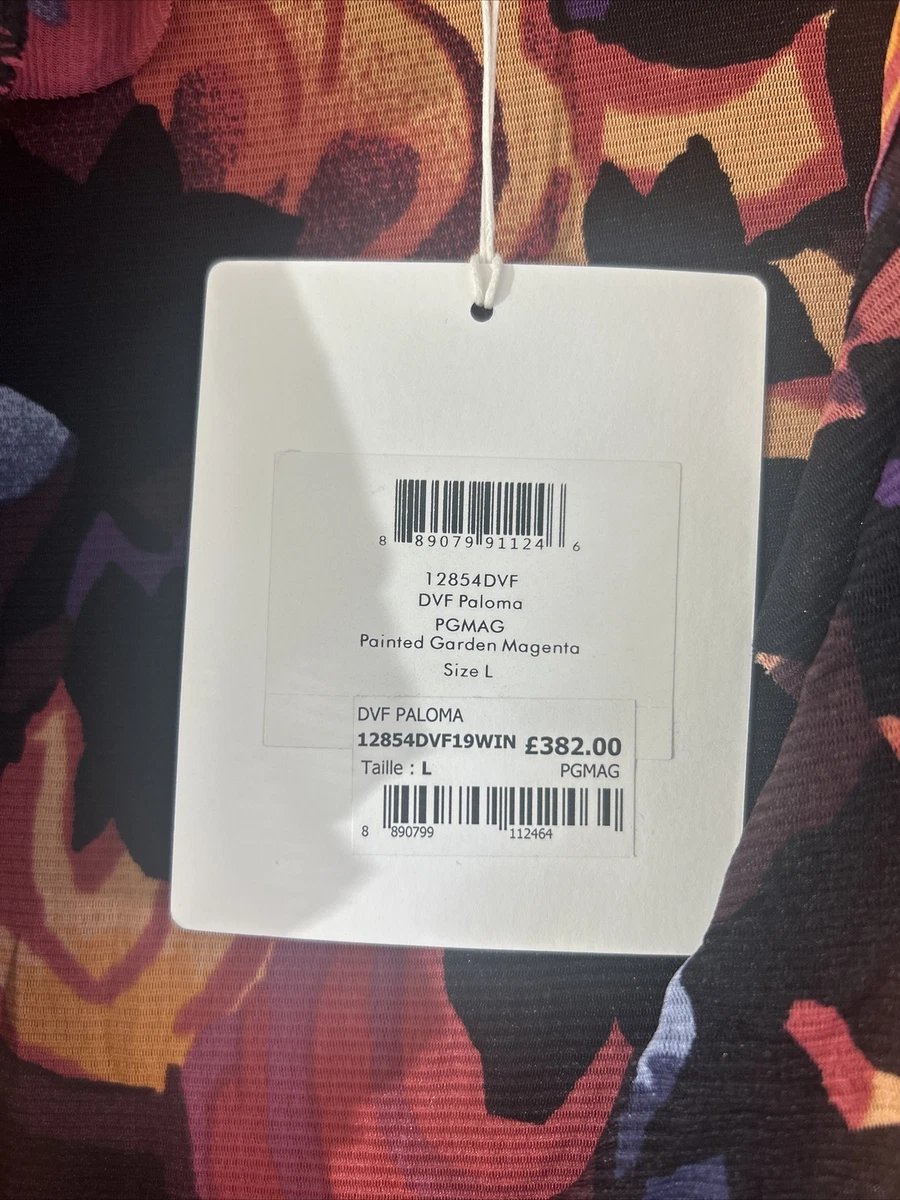 8 89079 91124 6
12854DVF
DVF Paloma
PGMAG
Painted Garden Magenta
Size L
DVF PALOMA
12854DVF19WIN £382.00
Taille : L PGMAG
8 890799 112464